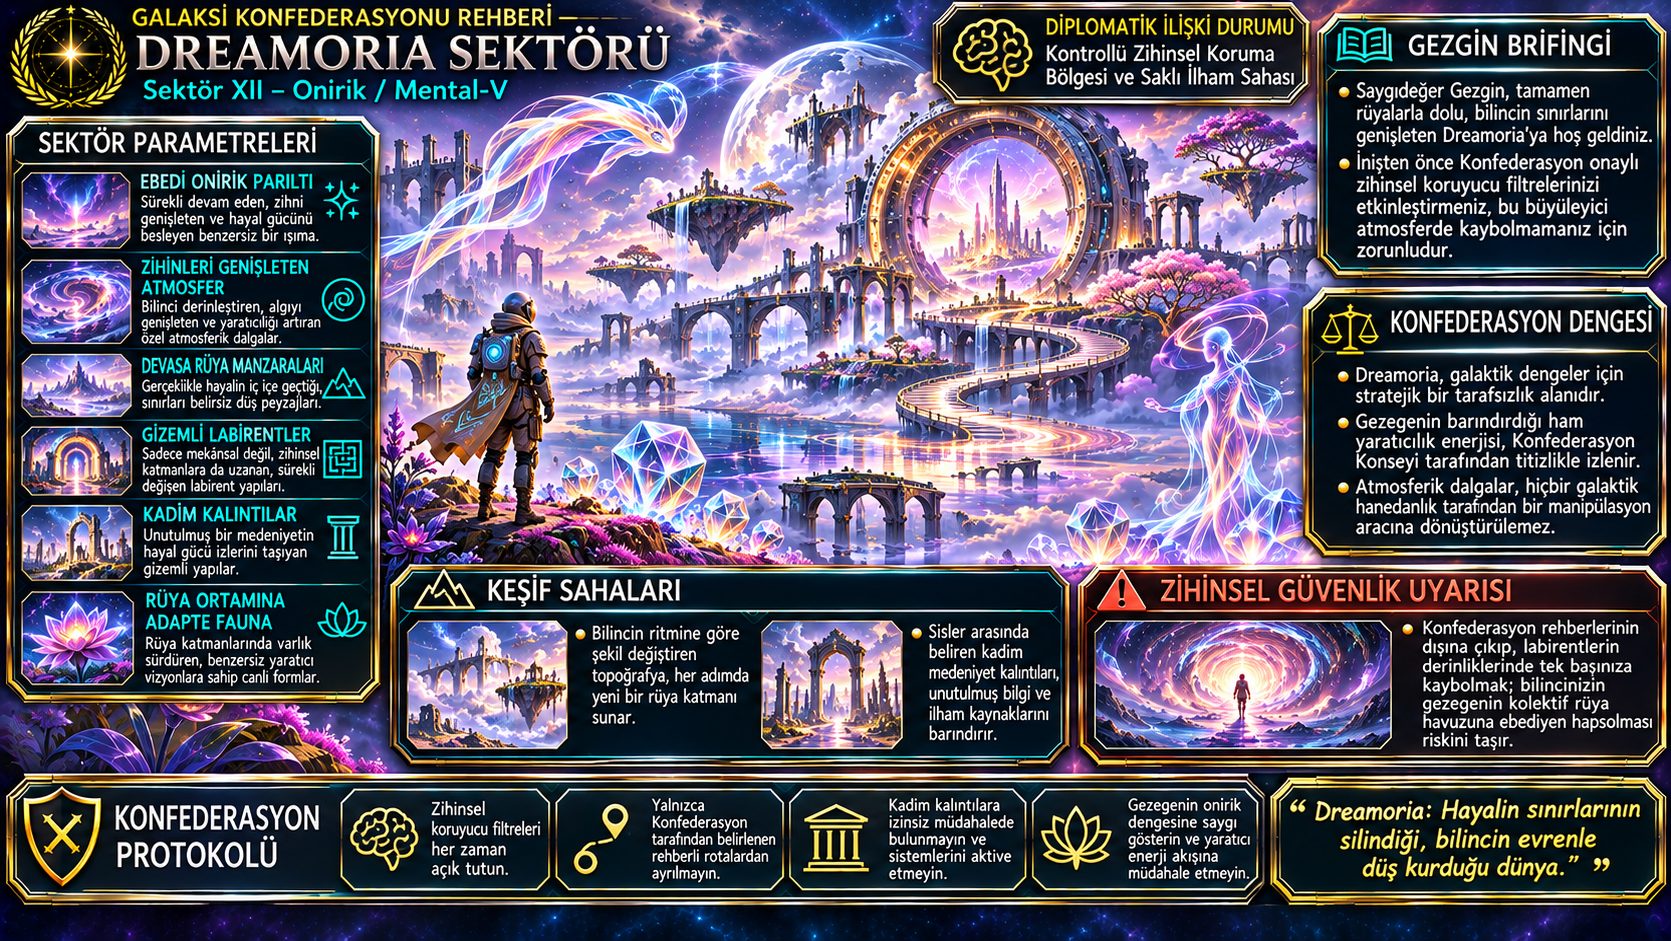 GALAKSİ KONFEDERASYONU REHBERİ —
DREAMORIA SEKTÖRÜ
Sektör XII – Onirik / Mental-V
DİPLOMATİK İLİŞKİ DURUMU
Kontrollü Zihinsel Koruma
Bölgesi ve Saklı İlham Sahası
GEZGİN BRİFİNGİ
Saygıdeğer Gezgin, tamamen
rüyalarla dolu, bilincin sınırlarını
genişleten Dreamoria'ya hoş geldiniz.
İnişten önce Konfederasyon onaylı
zihinsel koruyucu filtrelerinizi
etkinleştirmeniz, bu büyüleyici
atmosferde kaybolmamanız için
zorunludur.
SEKTÖR PARAMETRELERİ
EBEDİ ONİRİK PARILTI
Sürekli devam eden, zihni
genişleten ve hayal gücünü
besleyen benzersiz bir ışıma.
ZİHİNLERİ GENİŞLETEN
ATMOSFER
Bilinci derinleştiren, algıyı
genişleten ve yaratıcılığı artıran
özel atmosferik dalgalar.
DEVASA RÜYA MANZARALARI
Gerçekiikle hayalin iç içe geçtiği,
sınırları belirsiz düş peyzajları.
GİZEMLİ LABİRENTLER
Sadece mekânsal değil, zihinsel
katmanlara da uzanan, sürekli
değişen labirent yapıları.
KADİM KALINTILAR
Unutulmuş bir medeniyetin
hayal gücü izlerini taşıyan
gizemli yapılar.
RÜYA ORTAMINA
ADAPTE FAUNA
Rüya katmanlarında varlık
sürdüren, benzersiz yaratıcı
vizyonlara sahip canli formlar.
KONFEDERASYON DENGESİ
Dreamoria, galaktik dengeler için
stratejik bir tarafsızlık alanıdır.
Gezegenin barındırdığı ham
yaratıcılık enerjisi, Konfederasyon
Konseyi tarafından titizlikle izlenir.
Atmosferik dalgalar, hiçbir galaktik
hanedanlık tarafından bir manipülasyon
aracına dönüştürülemez.
KEŞİF SAHALARI
Bilincin ritmine göre
şekil değiştiren
topoğrafya, her adımda
yeni bir rüya katmanı
sunar.
Sisler arasında
beliren kadim
medeniyet kalıntıları,
unutulmuş bilgi ve
ilham kaynaklarını
barındırır.
ZİHİNSEL GÜVENLİK UYARISI
Konfederasyon rehberlerinin
dışına çıkıp, labirentlerin
derinliklerinde tek başınıza
kaybolmak; bilincinizin
gezegenin kolektif rüya
havuzuna ebediyen hapsolması
riskini taşır.
KONFEDERASYON
PROTOKOLÜ
Zihinsel
koruyucu filtreleri
her zaman
açık tutun.
Yalnızca
Konfederasyon
tarafından belirlenen
rehberli rotalardan
ayrılmayın.
Kadim kalıntılara
izinsiz müdahalede
bulunmayın ve
sistemlerini aktive
etmeyin.
Gezegenin onirik
dengesine saygı
gösterin ve yaratıcı
enerji akışına
müdahale etmeyin.
“ Dreamoria: Hayalin sınırlarının
silindiği, bilincin evrenle
düş kurduğu dünya.” ”